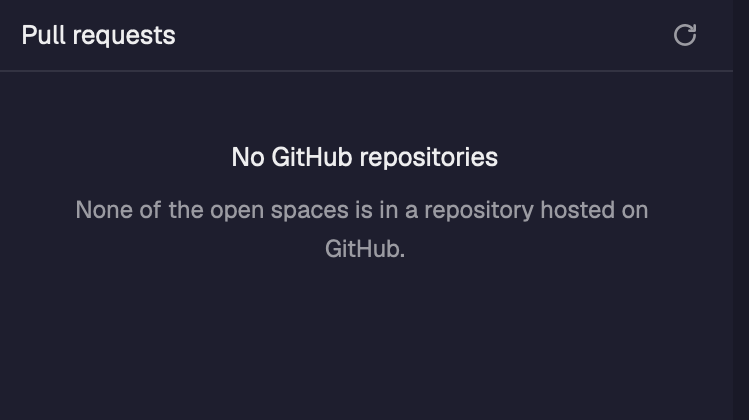 Pull requests
No GitHub repositories
None of the open spaces is in a repository hosted on
GitHub.